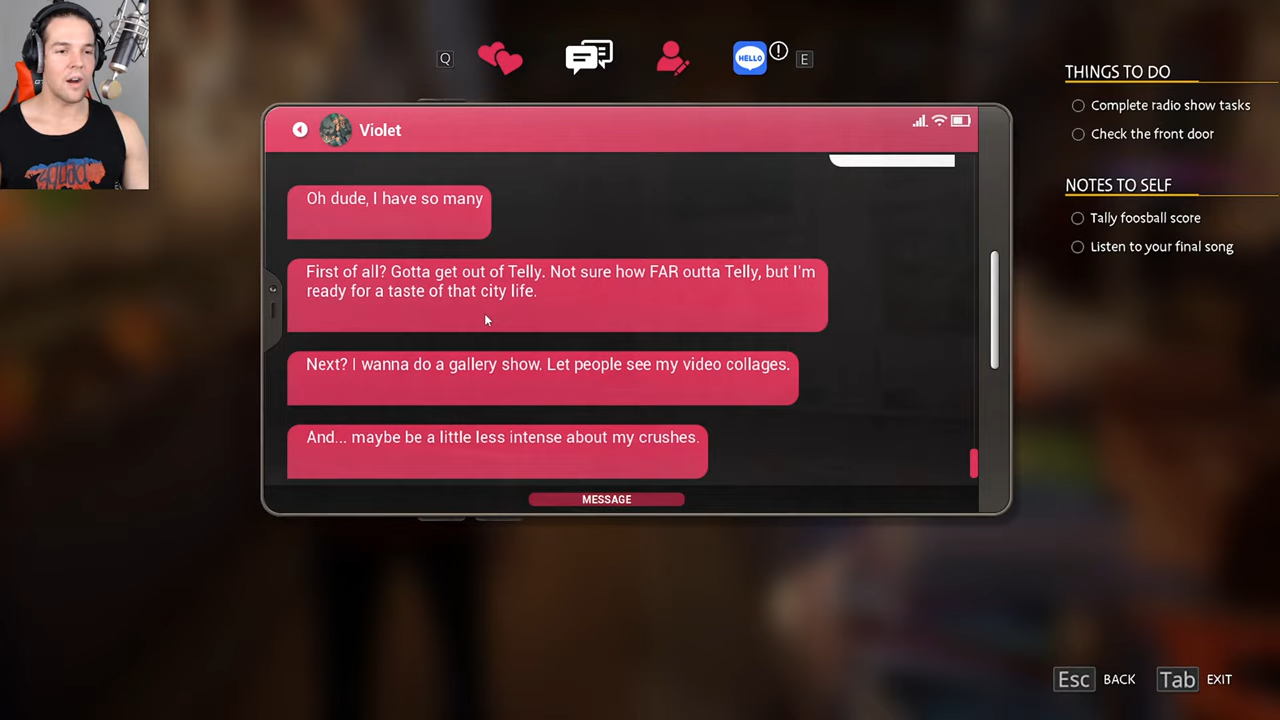 Q
HELLO
!
E
Violet
Oh dude, I have so many
First of all? Gotta get out of Telly. Not sure how FAR outta Telly, but I'm
ready for a taste of that city life.
Next? I wanna do a gallery show. Let people see my video collages.
And... maybe be a little less intense about my crushes.
MESSAGE
THINGS TO DO
Complete radio show tasks
Check the front door
NOTES TO SELF
Tally foosball score
Listen to your final song
Esc BACK Tab EXIT